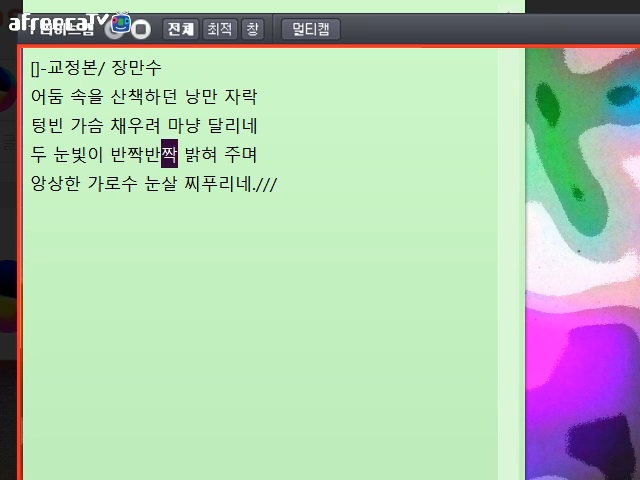 afreecaTV
전체 최적 창 멀티캠
[]-교정본/ 장만수
어둠 속을 산책하던 낭만 자락
텅빈 가슴 채우려 마냥 달리네
두 눈빛이 반짝반짝 밝혀 주며
앙상한 가로수 눈살 찌푸리네.///